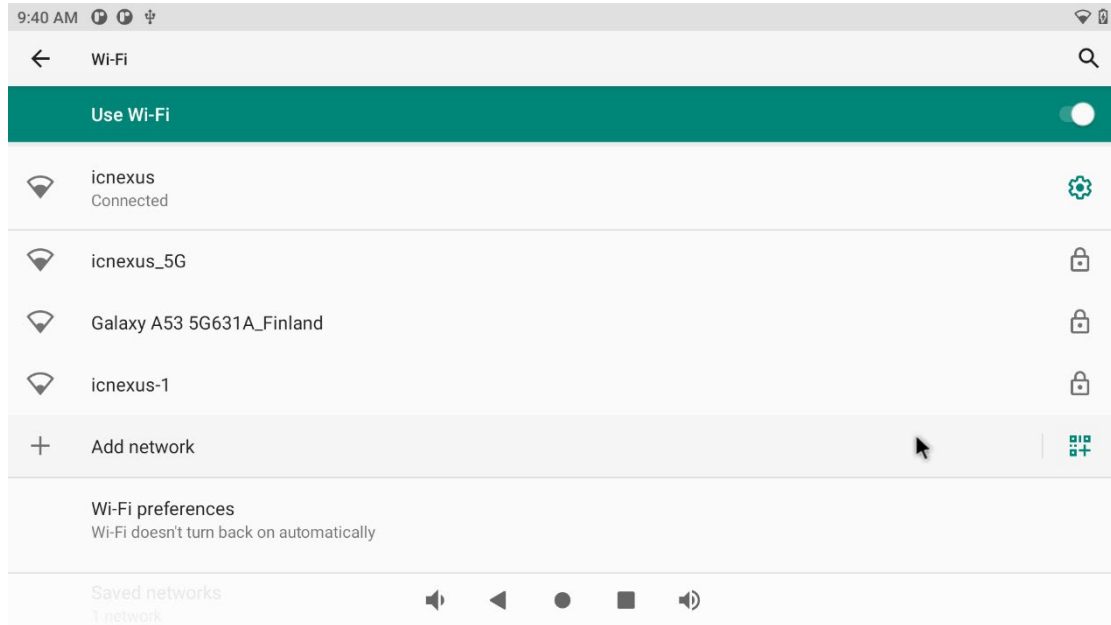 9:40 AM
Wi-Fi
Use Wi-Fi
icnexus
Connected
icnexus_5G
Galaxy A53 5G631A_Finland
icnexus-1
Add network
Wi-Fi preferences
Wi-Fi doesn't turn back on automatically
Saved networks
1 network